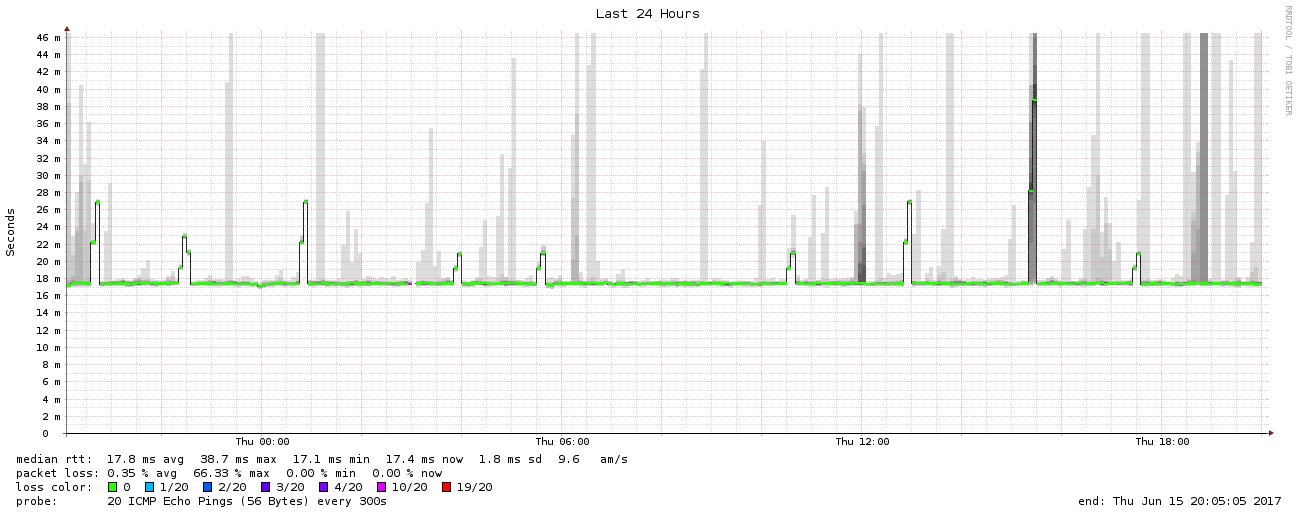 Last 24 Hours
RRDTOOL / TOBI OETIKER
Seconds
46 m
44 m
42 m
40 m
38 m
36 m
34 m
32 m
30 m
28 m
26 m
24 m
22 m
20 m
18 m
16 m
14 m
12 m
10 m
8 m
6 m
4 m
2 m
0
Thu 00:00 Thu 06:00 Thu 12:00 Thu 18:00
median rtt: 17.8 ms avg 38.7 ms max 17.1 ms min 17.4 ms now 1.8 ms sd 9.6 am/s
packet loss: 0.35 % avg 66.33 % max 0.00 % min 0.00 % now
loss color: 0 1/20 2/20 3/20 4/20 10/20 19/20
probe: 20 ICMP Echo Pings (56 Bytes) every 300s end: Thu Jun 15 20:05:05 2017